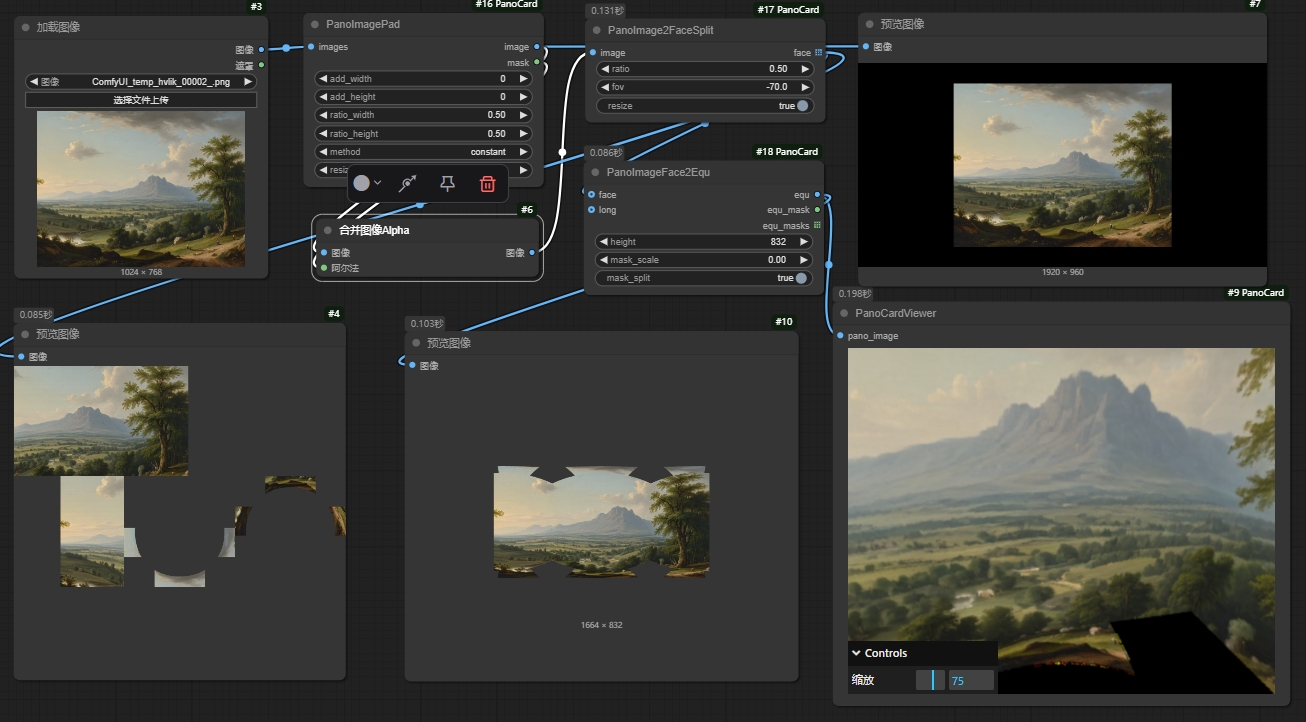 #3
加载图像
图像
遮罩
图像 ComfyUI_temp_hvlik_00002_.png
选择文件上传
1024 × 768
#16 PanoCard
PanoImagePad
images
image
mask
add_width 0
add_height 0
ratio_width 0.50
ratio_height 0.50
method constant
#6
合并图像Alpha
图像
图像
阿尔法
0.131秒
#17 PanoCard
PanoImage2FaceSplit
image
face
ratio 0.50
fov -70.0
resize true
0.086秒
#18 PanoCard
PanoImageFace2Equ
face
equ
long
equ_mask
equ_masks
height 832
mask_scale 0.00
mask_split true
#7
预览图像
图像
1920 × 960
0.085秒
#4
预览图像
图像
0.103秒
#10
预览图像
图像
1664 × 832
0.198秒
#9 PanoCard
PanoCardViewer
pano_image
Controls
缩放 75